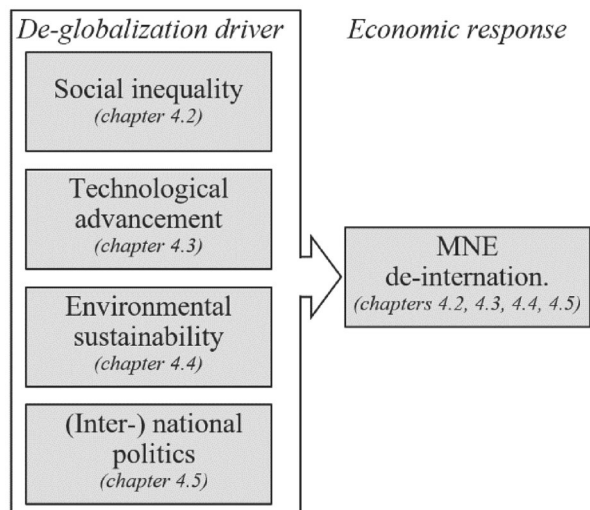 De-globalization driver
Economic response
Social inequality
(chapter 4.2)
Technological
advancement
(chapter 4.3)
Environmental
sustainability
(chapter 4.4)
(Inter-) national
politics
(chapter 4.5)
MNE
de-internation.
(chapters 4.2, 4.3, 4.4, 4.5)